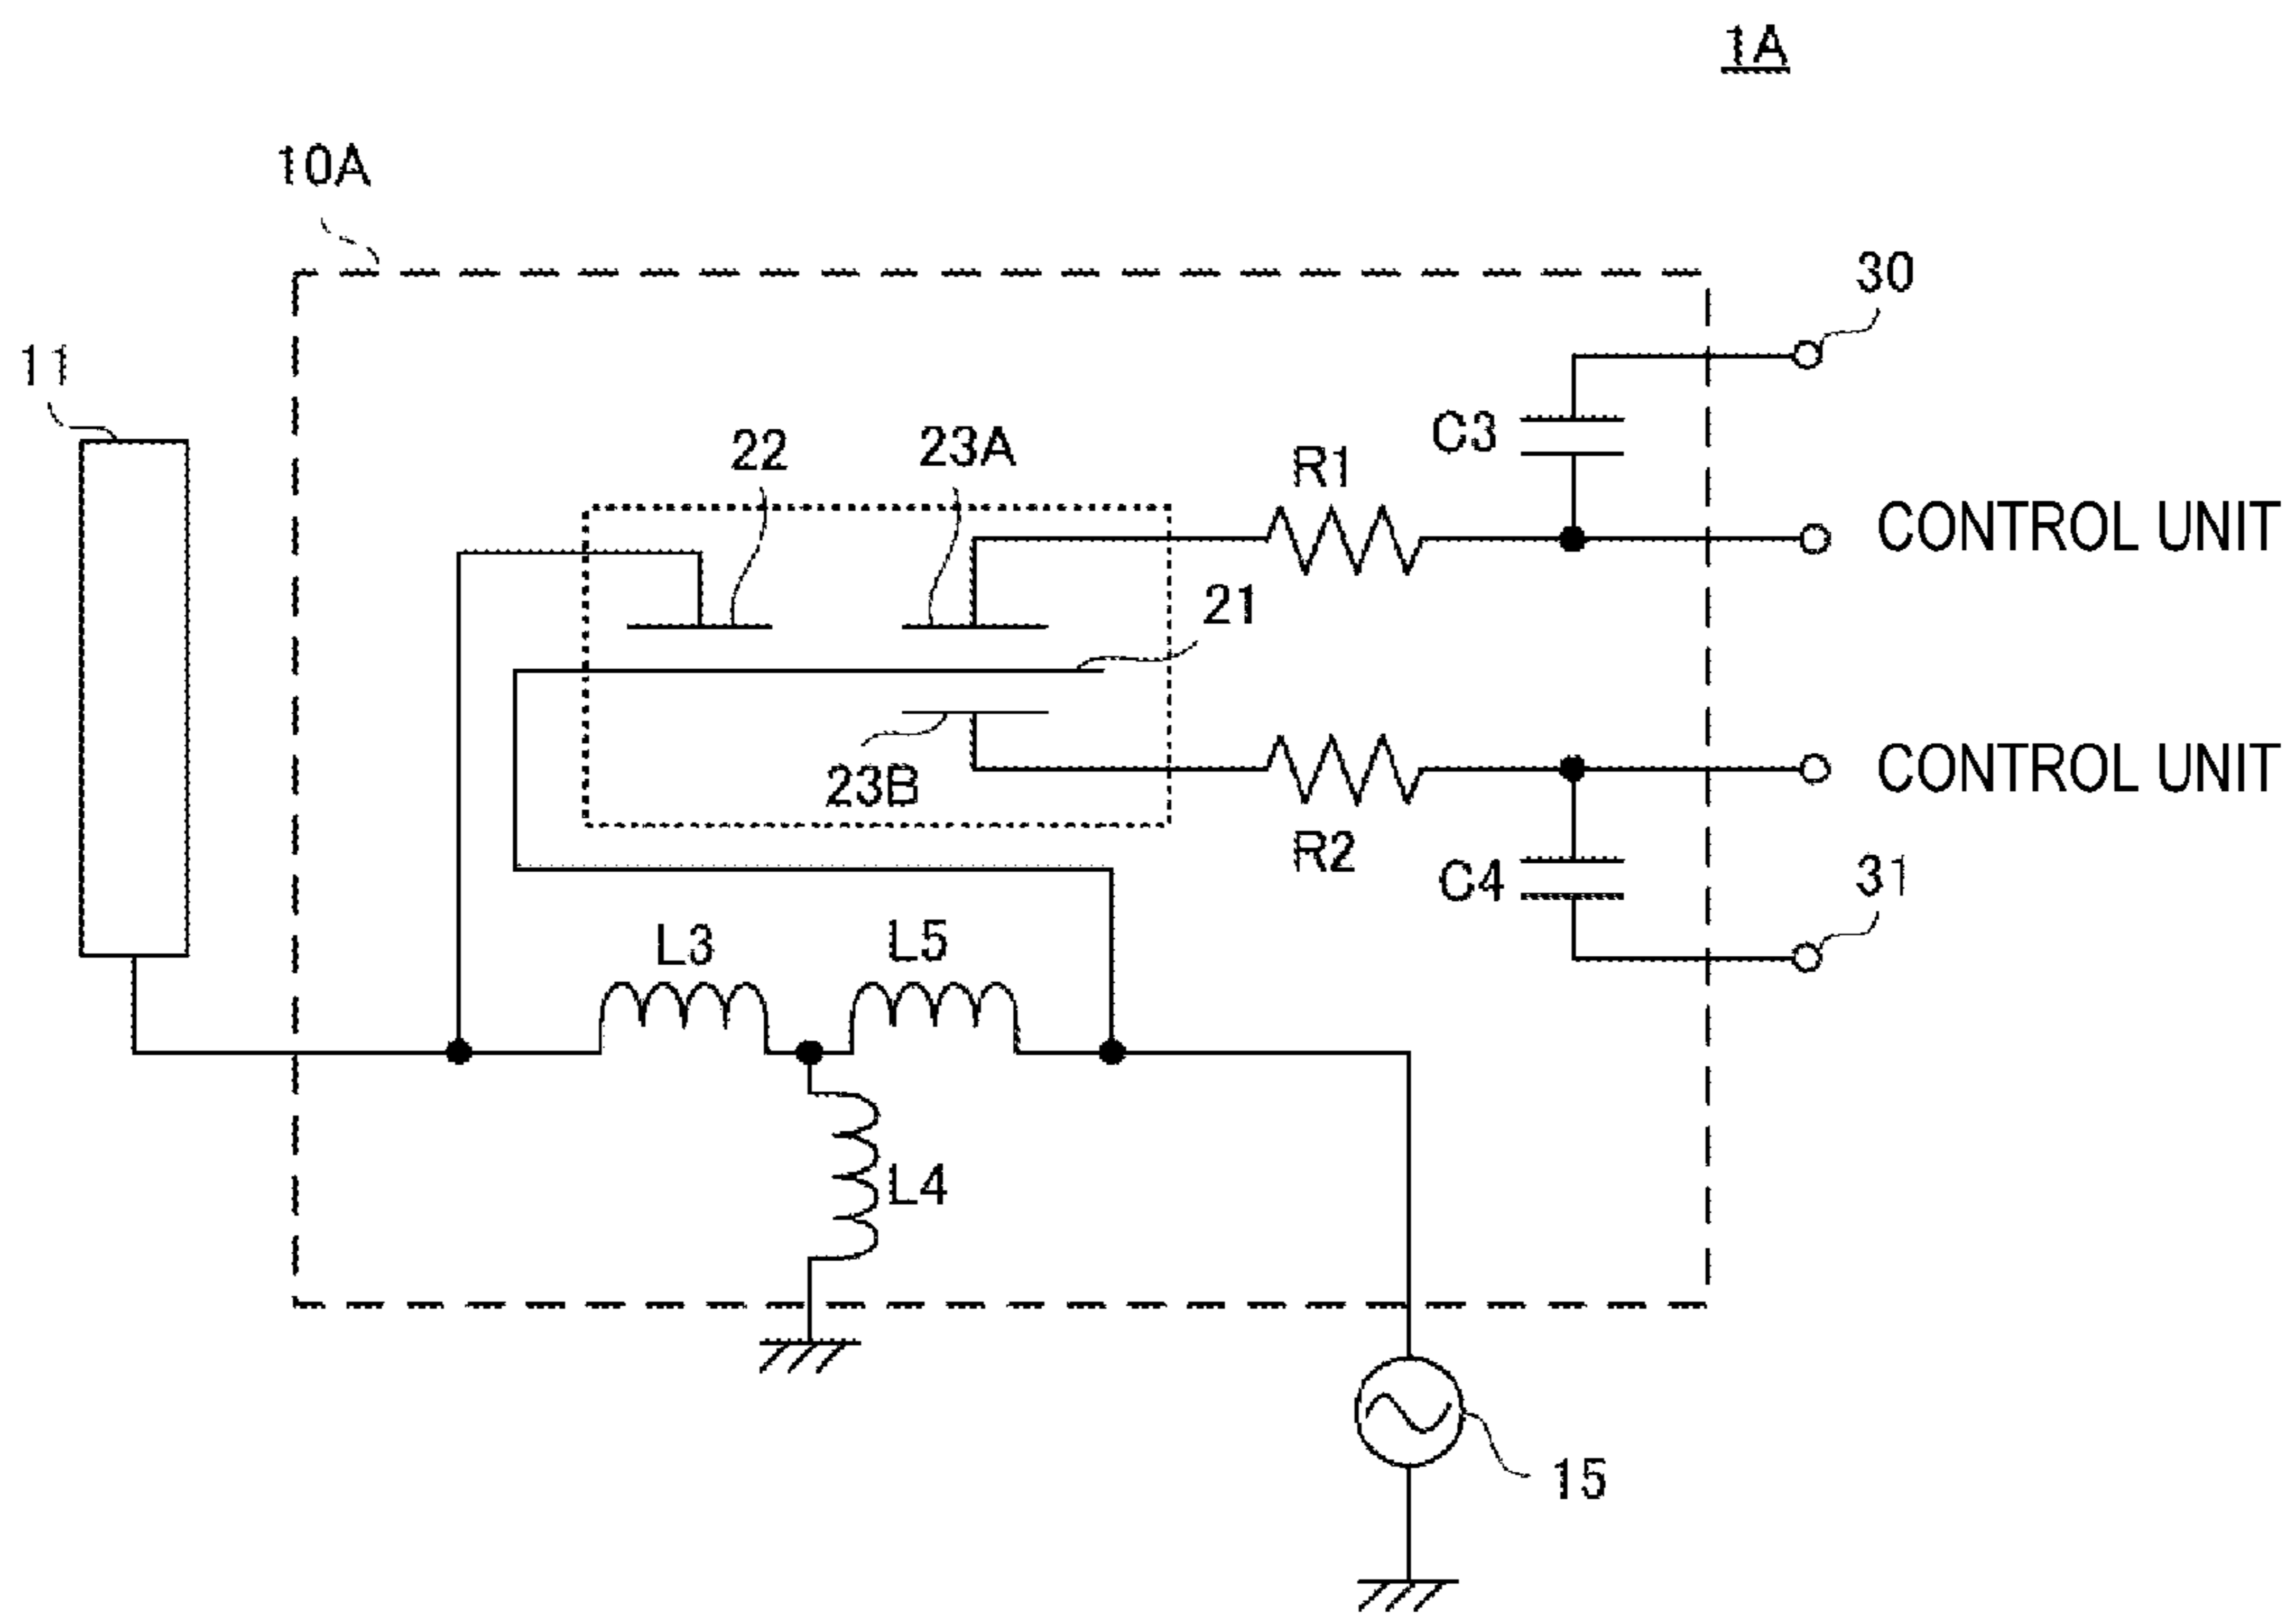 1A
10A
30
11
C3
22
23A
R1
CONTROL UNIT
21
CONTROL UNIT
23B
R2
C4
31
L3
L5
L4
15